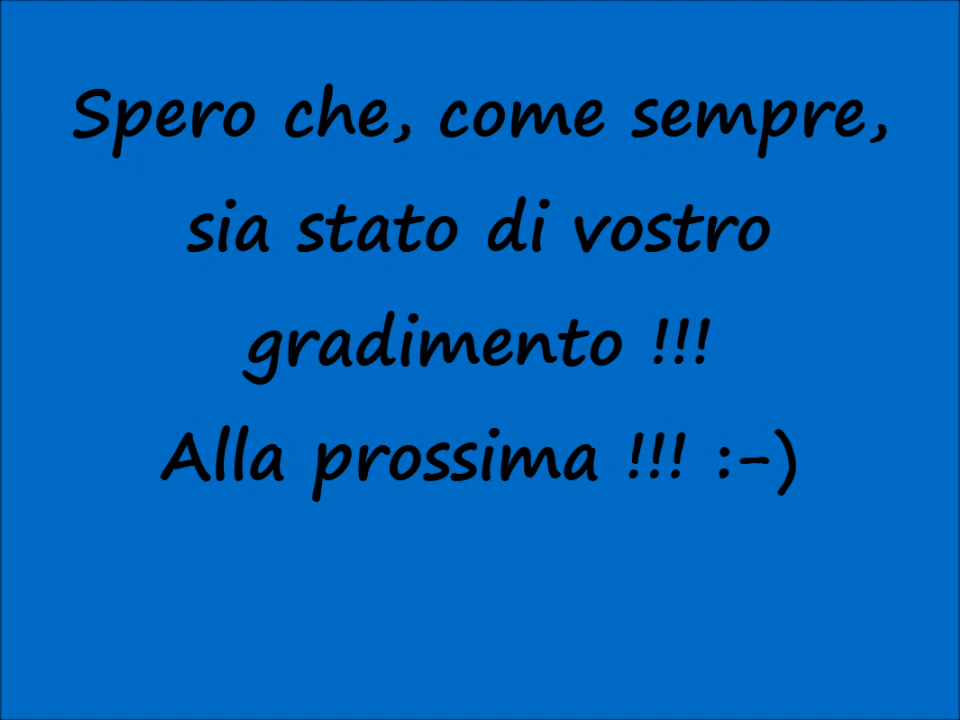 Spero che, come sempre,
sia stato di vostro
gradimento !!!
Alla prossima !!! :-)